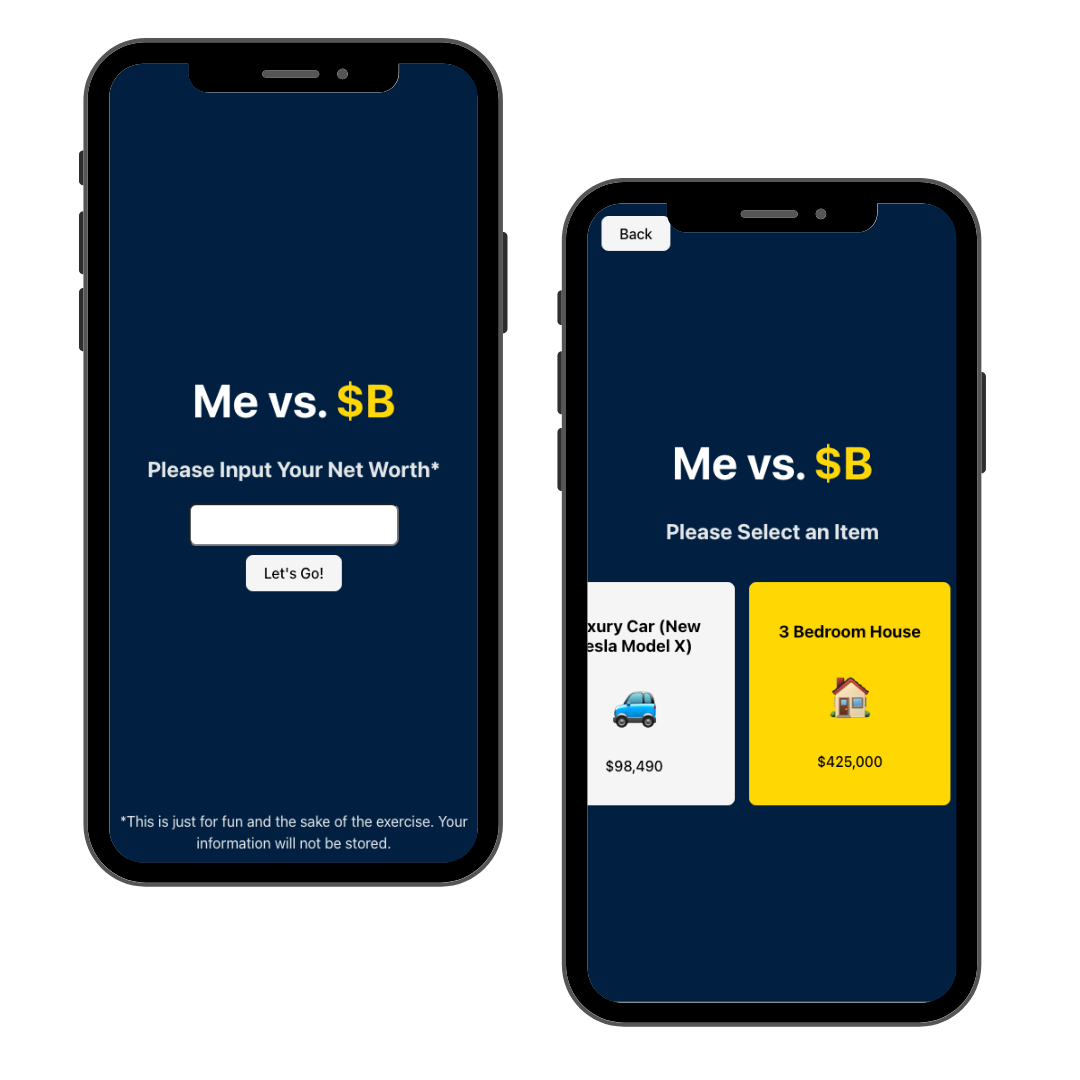 Me vs. $B
Please Input Your Net Worth*
Let's Go!
*This is just for fun and the sake of the exercise. Your
information will not be stored.
Back
Me vs. $B
Please Select an Item
xury Car (New
esla Model X)
$98,490
3 Bedroom House
$425,000